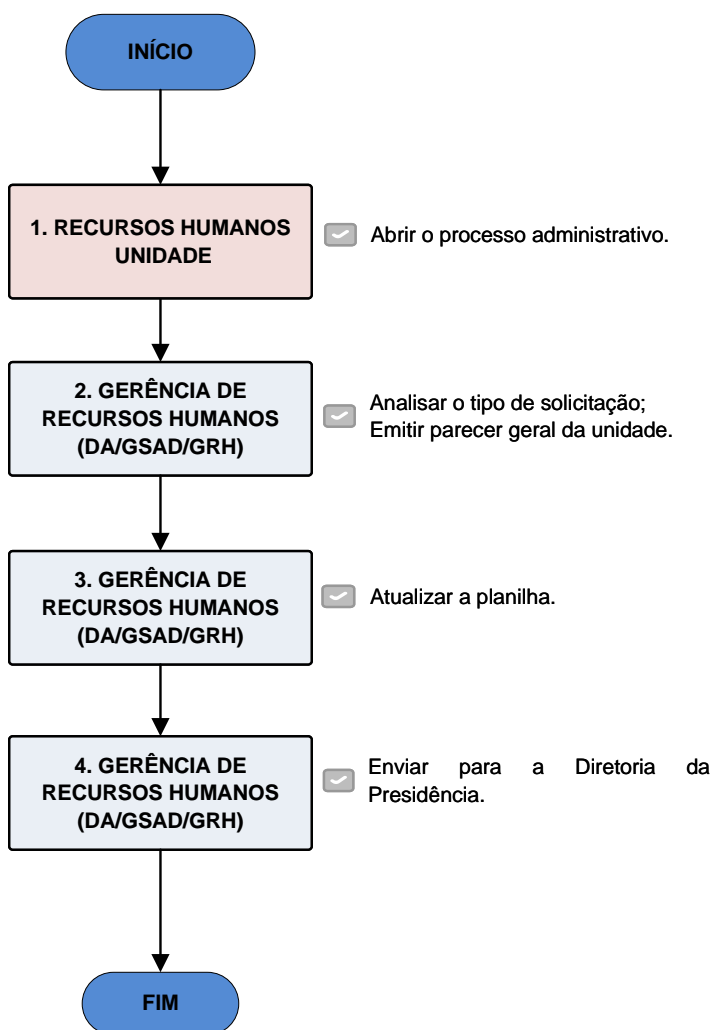 INÍCIO
1. RECURSOS HUMANOS
UNIDADE
Abrir o processo administrativo.
2. GERÊNCIA DE
RECURSOS HUMANOS
(DA/GSAD/GRH)
Analisar o tipo de solicitação;
Emitir parecer geral da unidade.
3. GERÊNCIA DE
RECURSOS HUMANOS
(DA/GSAD/GRH)
Atualizar a planilha.
4. GERÊNCIA DE
RECURSOS HUMANOS
(DA/GSAD/GRH)
Enviar para a Diretoria da
Presidência.
FIM